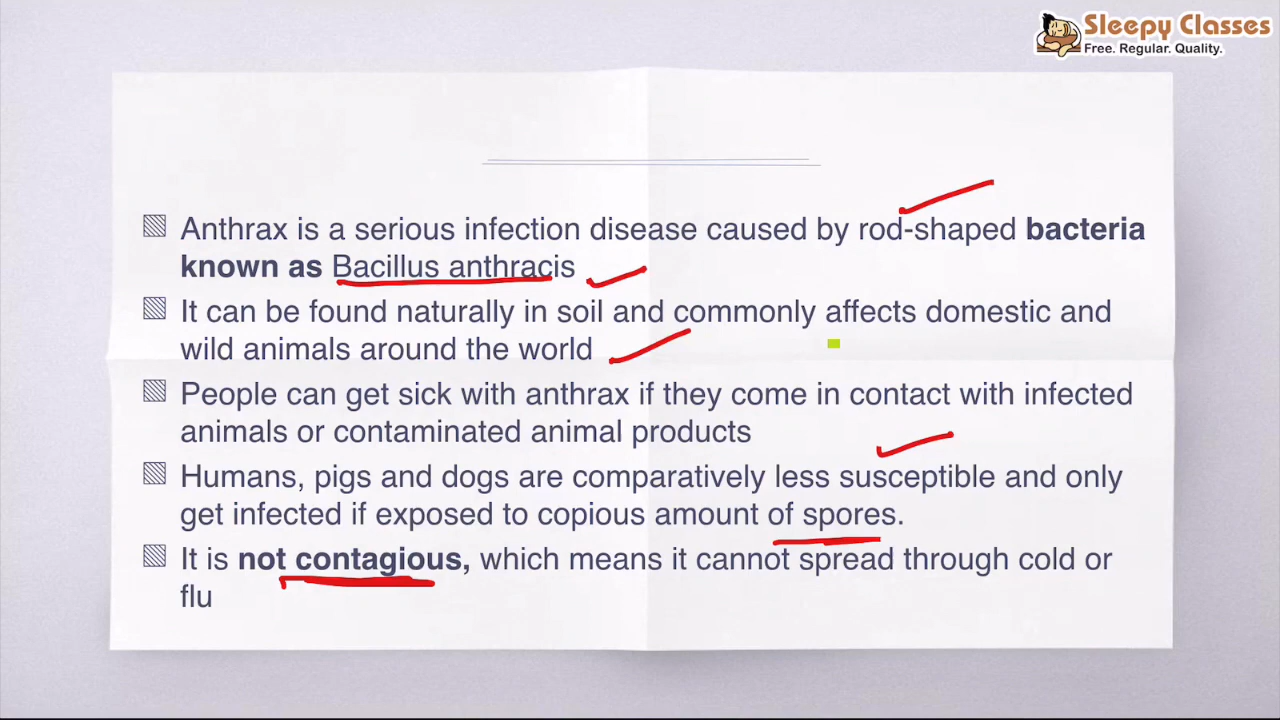 Sleepy Classes
Free. Regular. Quality.
Anthrax is a serious infection disease caused by rod-shaped bacteria
known as Bacillus anthracis
It can be found naturally in soil and commonly affects domestic and
wild animals around the world
People can get sick with anthrax if they come in contact with infected
animals or contaminated animal products
Humans, pigs and dogs are comparatively less susceptible and only
get infected if exposed to copious amount of spores.
It is not contagious, which means it cannot spread through cold or
flu